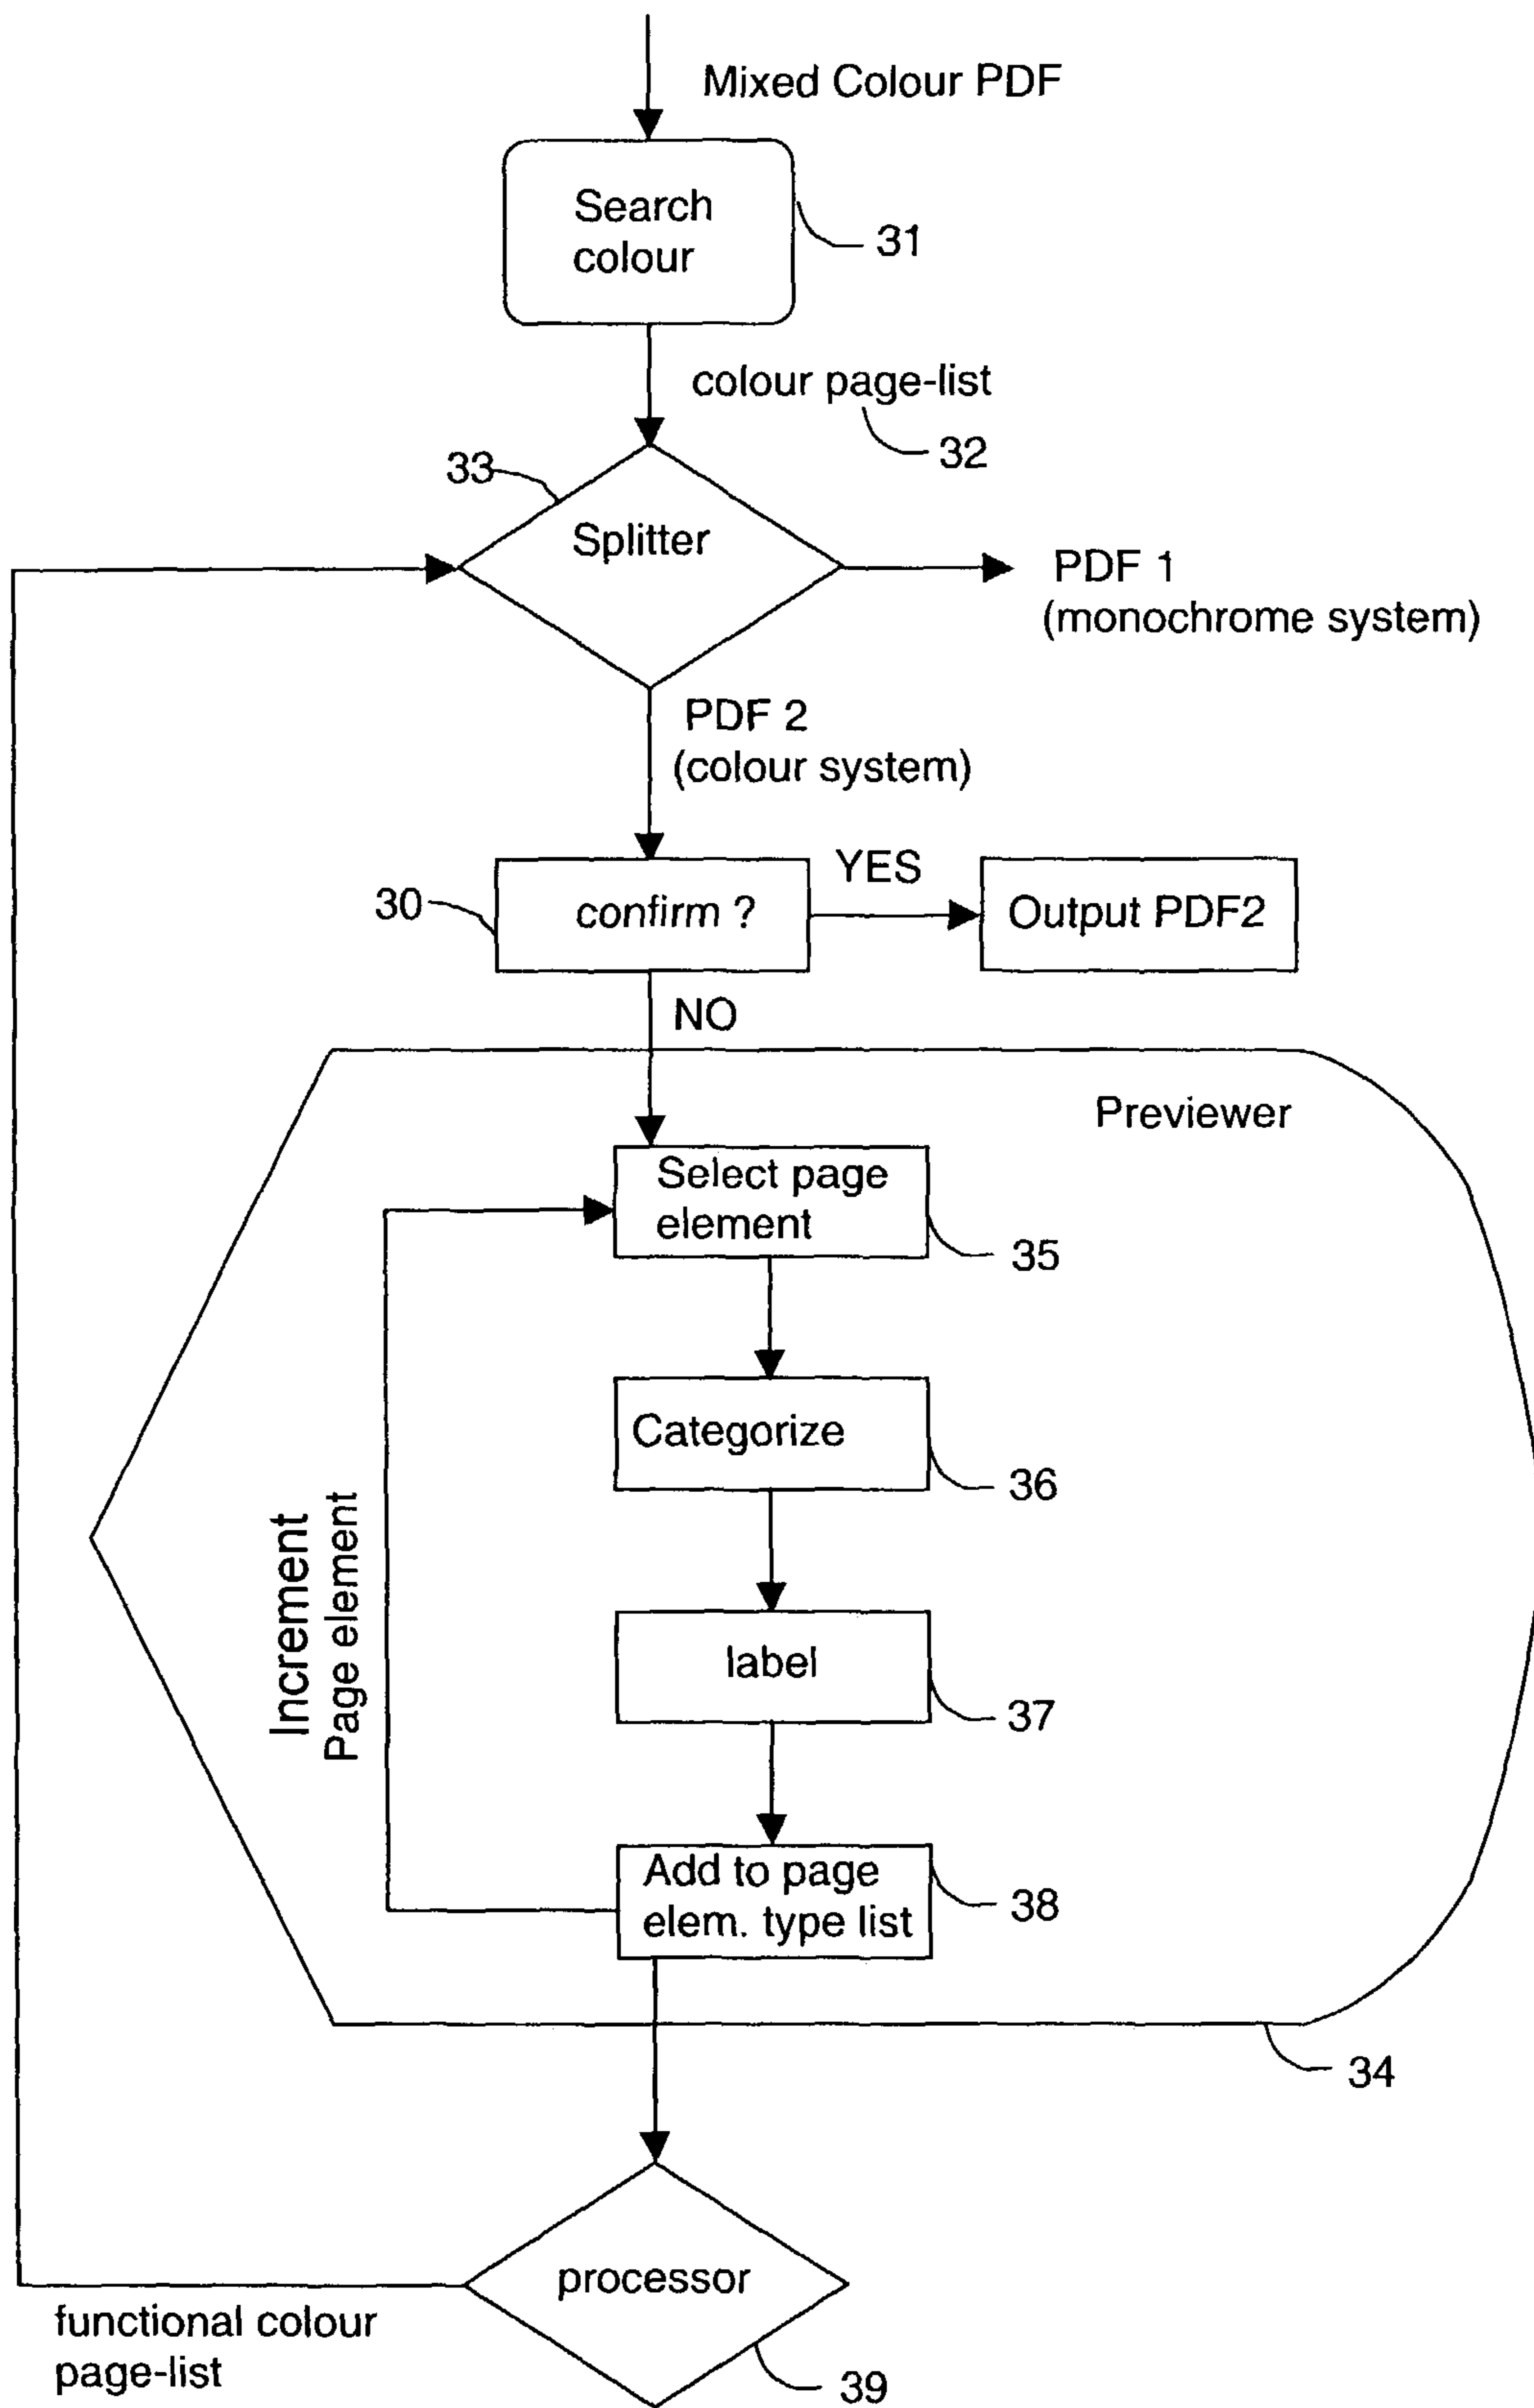 Mixed Colour PDF
Search
colour
31
colour page-list
32
33
Splitter
PDF 1
(monochrome system)
PDF 2
(colour system)
30
confirm ?
YES
Output PDF2
NO
Previewer
Select page
element
35
Categorize
36
Increment
Page element
label
37
Add to page
elem. type list
38
34
processor
functional colour
page-list
39